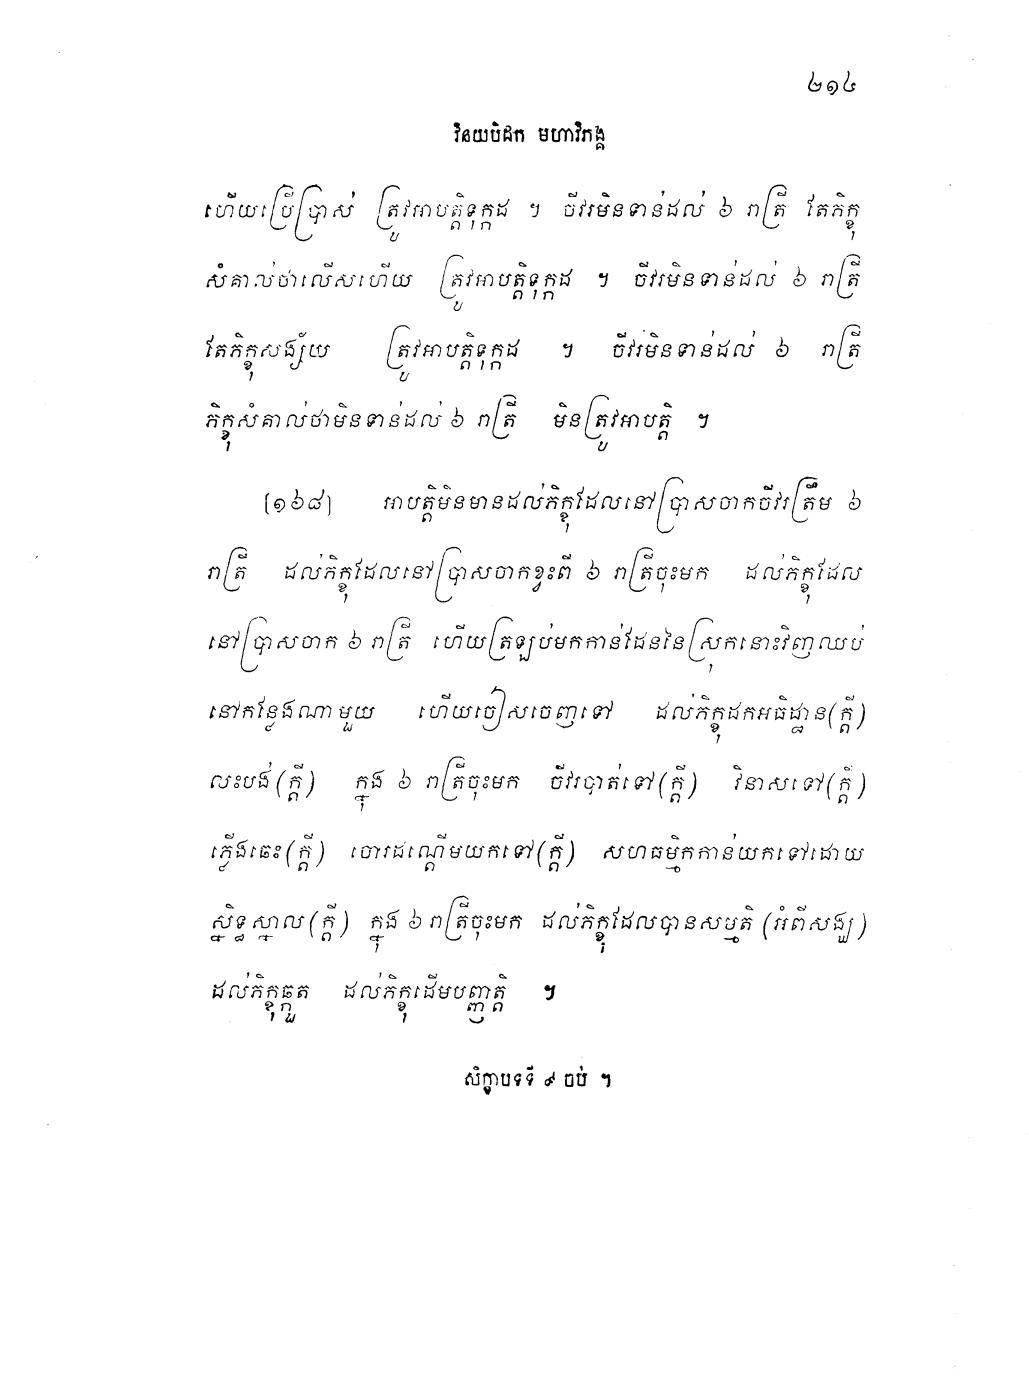 ២១៤
វិនយបិដក មហាវិភង្គ
ហើយប្រើប្រាស់ ត្រូវអាបត្តិទុក្កដ ។ ចីវរមិនទាន់ដល់ ៦ រាត្រី តែភិក្ខុ
សំគាល់ថាលើសហើយ ត្រូវអាបត្តិទុក្កដ ។ ចីវរមិនទាន់ដល់ ៦ រាត្រី
តែភិក្ខុសង្ស័យ ត្រូវអាបត្តិទុក្កដ ។ ចីវរមិនទាន់ដល់ ៦ រាត្រី
ភិក្ខុសំគាល់ថាមិនទាន់ដល់ ៦ រាត្រី មិនត្រូវអាបត្តិ ។
[១៦៨] អាបត្តិមិនមានដល់ភិក្ខុដែលនៅប្រាសចាកចីវរត្រឹម ៦
រាត្រី ដល់ភិក្ខុដែលនៅប្រាសចាកខ្វះពី ៦ រាត្រីចុះមក ដល់ភិក្ខុដែល
នៅប្រាសចាក ៦ រាត្រី ហើយត្រឡប់មកកាន់ដែននៃស្រុកនោះវិញឈប់
នៅកន្លែងណាមួយ ហើយចៀសចេញទៅ ដល់ភិក្ខុដកអធិដ្ឋាន(ក្តី)
លះបង់(ក្តី) ក្នុង ៦ រាត្រីចុះមក ចីវរបាត់ទៅ(ក្តី) វិនាសទៅ(ក្តី)
ភ្លើងឆេះ(ក្តី) ចោរដណ្តើមយកទៅ(ក្តី) សហធម្មិកកាន់យកទៅដោយ
ស្និទ្ធស្នាល(ក្តី) ក្នុង ៦ រាត្រីចុះមក ដល់ភិក្ខុដែលបានសម្មតិ (អំពីសង្ឃ)
ដល់ភិក្ខុឆ្កួត ដល់ភិក្ខុដើមបញ្ញត្តិ ៕
សិក្ខាបទទី ៩ ចប់ ។